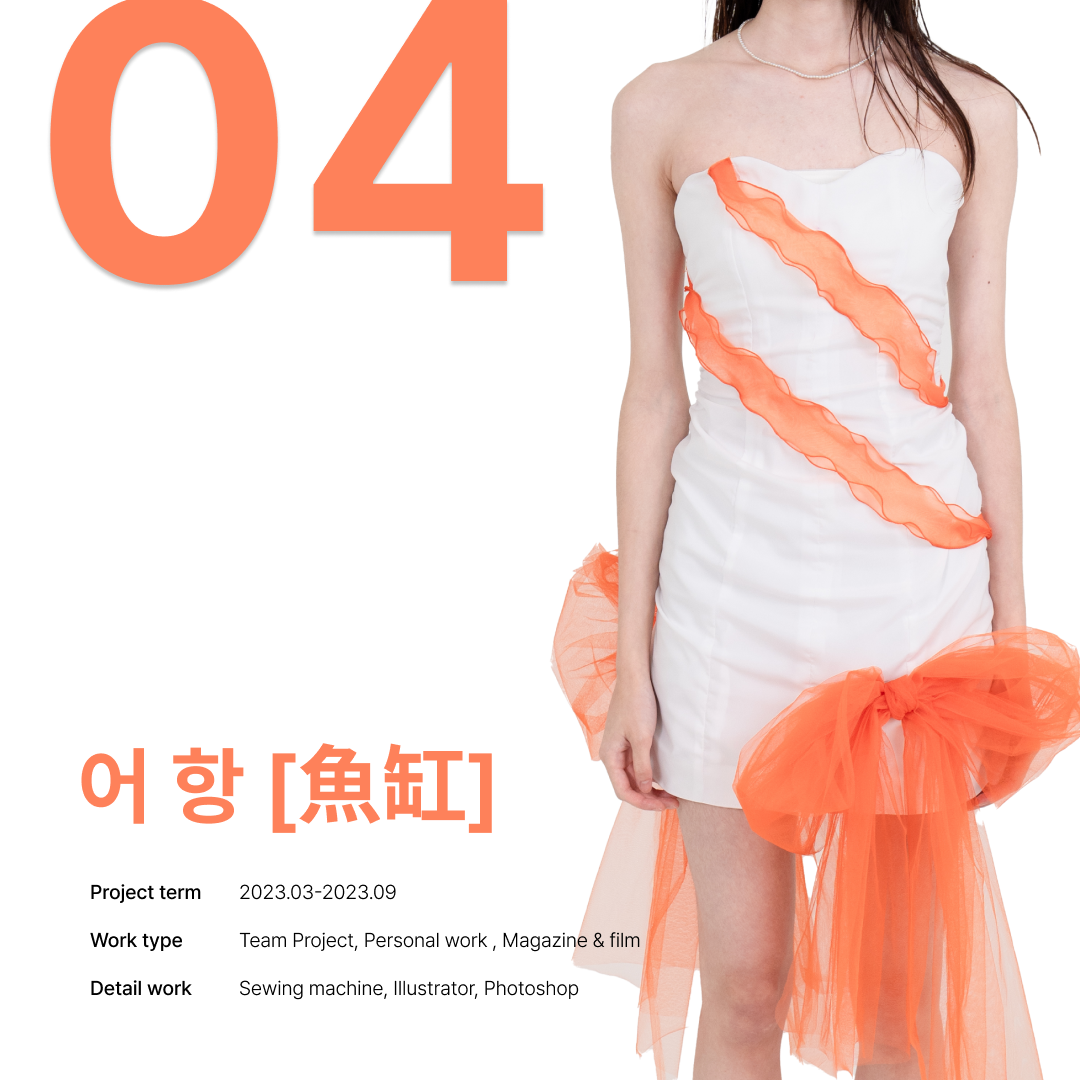 04
어 항 [魚缸]
Project term 2023.03-2023.09
Work type Team Project, Personal work , Magazine & film
Detail work Sewing machine, Illustrator, Photoshop